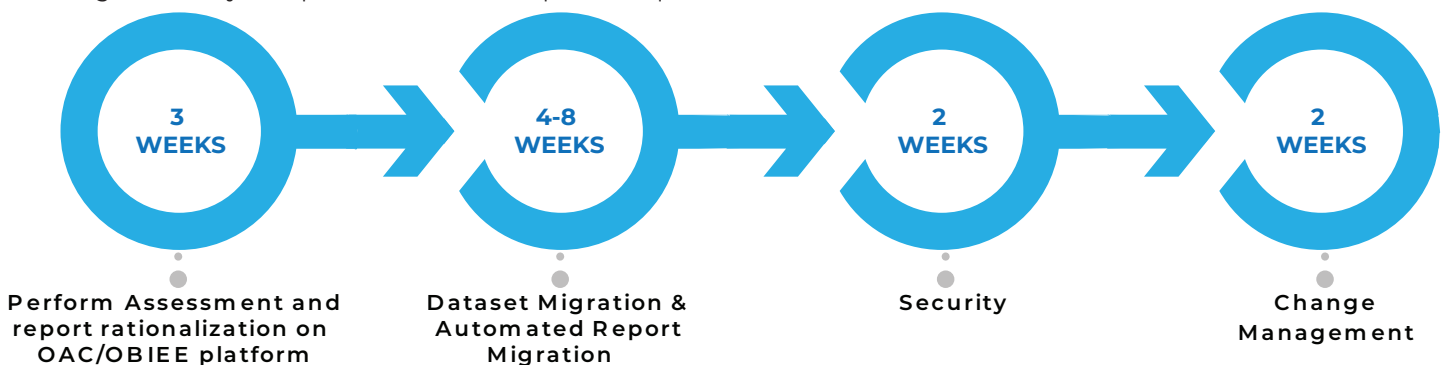 3
WEEKS
4-8
WEEKS
2
WEEKS
2
WEEKS
Perform Assessment and
report rationalization on
OAC/OBIEE platform
Dataset Migration &
Automated Report
Migration
Security
Change
Management